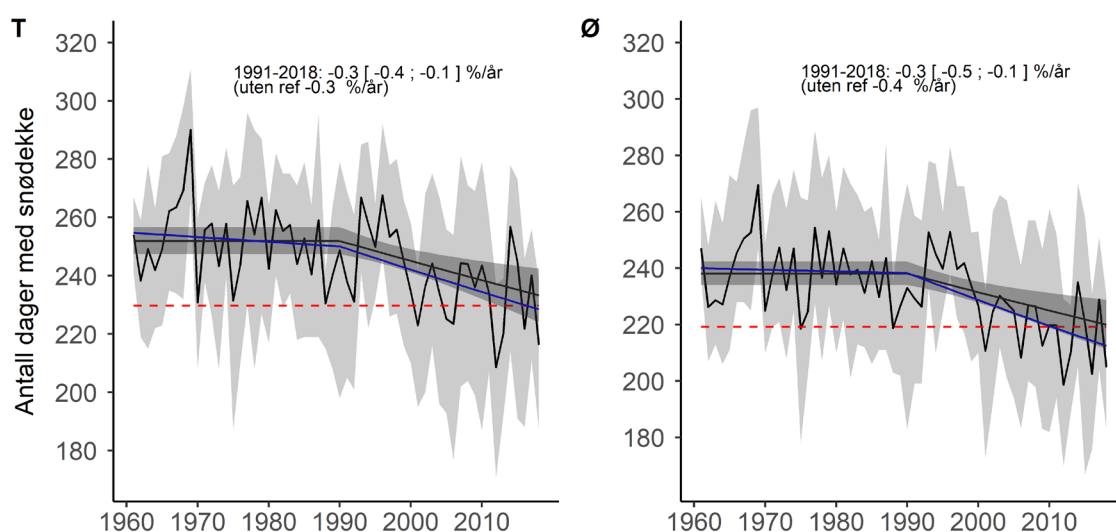 T
Antall dager med snødekke
320
300
280
260
240
220
200
180
1991-2018: -0.3 [ -0.4 ; -0.1 ] %/år
(uten ref -0.3 %/år)
1960 1970 1980 1990 2000 2010
Ø
320
300
280
260
240
220
200
180
1991-2018: -0.3 [ -0.5 ; -0.1 ] %/år
(uten ref -0.4 %/år)
1960 1970 1980 1990 2000 2010